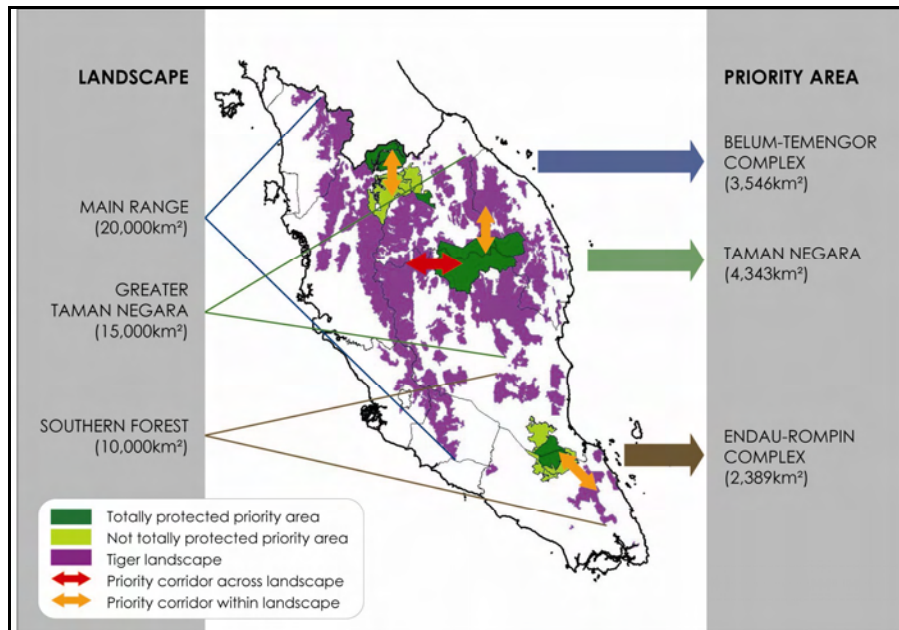 LANDSCAPE
MAIN RANGE
(20,000km²)
GREATER
TAMAN NEGARA
(15,000km²)
SOUTHERN FOREST
(10,000km²)
PRIORITY AREA
BELUM-TEMENGOR
COMPLEX
(3,546km²)
TAMAN NEGARA
(4,343km²)
ENDAU-ROMPIN
COMPLEX
(2,389km²)
Totally protected priority area
Not totally protected priority area
Tiger landscape
Priority corridor across landscape
Priority corridor within landscape